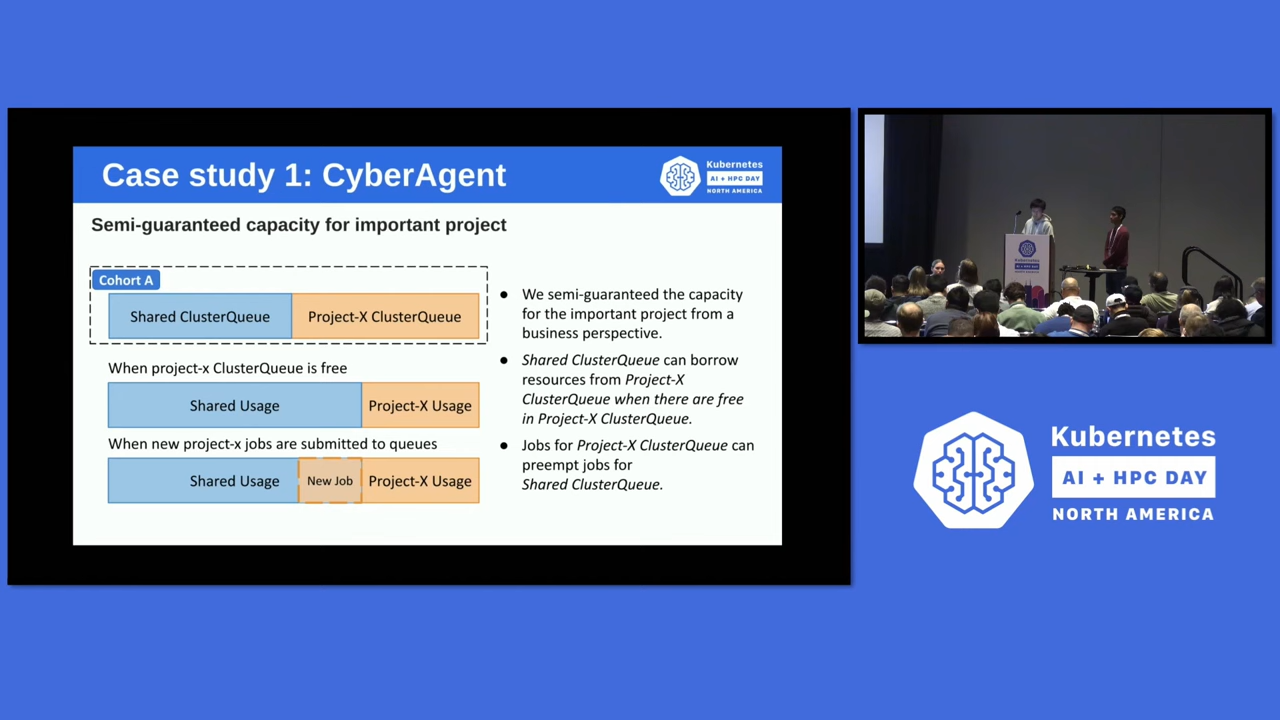 Case study 1: CyberAgent
Kubernetes
AI + HPC DAY
NORTH AMERICA
Semi-guaranteed capacity for important project
Cohort A
Shared ClusterQueue
Project-X ClusterQueue
When project-x ClusterQueue is free
Shared Usage
Project-X Usage
When new project-x jobs are submitted to queues
Shared Usage
New Job
Project-X Usage
● We semi-guaranteed the capacity
for the important project from a
business perspective.
● Shared ClusterQueue can borrow
resources from Project-X
ClusterQueue when there are free
in Project-X ClusterQueue.
● Jobs for Project-X ClusterQueue can
preempt jobs for
Shared ClusterQueue.
Kubernetes
AI + HPC DAY
NORTH AMERICA